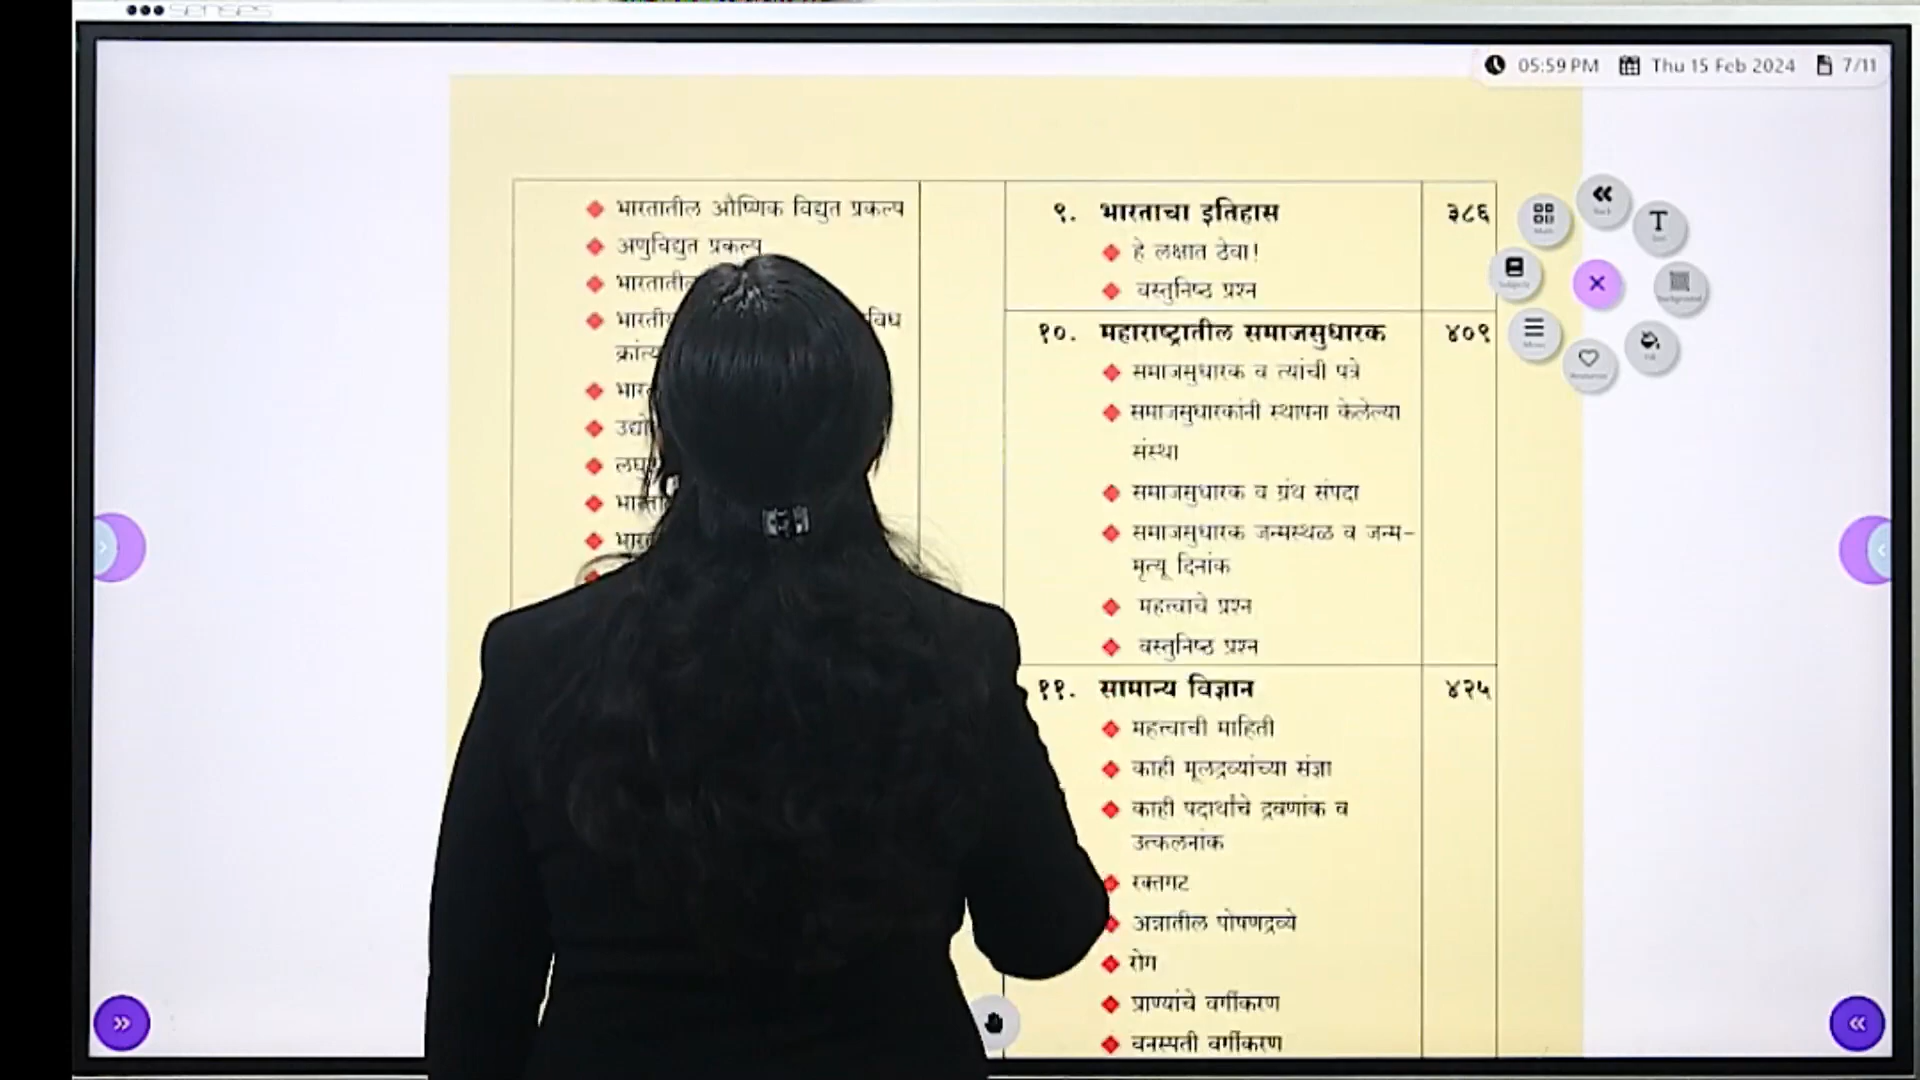 senses
05:59 PM Thu 15 Feb 2024 7/11
भारतातील औष्णिक विद्युत प्रकल्प
अणुविद्युत प्रकल्प
क्रांत्य
लघु
९. भारताचा इतिहास ३८६
हे लक्षात ठेवा!
वस्तुनिष्ठ प्रश्न
१०. महाराष्ट्रातील समाजसुधारक ४०९
समाजसुधारक व त्यांची पत्रे
समाजसुधारकांनी स्थापना केलेल्या
संस्था
समाजसुधारक व ग्रंथ संपदा
समाजसुधारक जन्मस्थळ व जन्म-
मृत्यू दिनांक
महत्त्वाचे प्रश्न
वस्तुनिष्ठ प्रश्न
११. सामान्य विज्ञान ४२५
महत्त्वाची माहिती
काही मूलद्रव्यांच्या संज्ञा
काही पदार्थांचे द्रवणांक व
उत्कलनांक
रक्तगट
अन्नातील पोषणद्रव्ये
रोग
प्राण्यांचे वर्गीकरण
वनस्पती वर्गीकरण